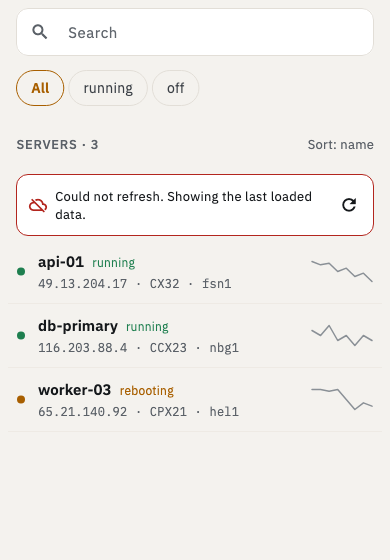 Search
All running off
SERVERS · 3 Sort: name
Could not refresh. Showing the last loaded
data.
api-01 running
49.13.204.17 · CX32 · fsn1
db-primary running
116.203.88.4 · CCX23 · nbg1
worker-03 rebooting
65.21.140.92 · CPX21 · hel1